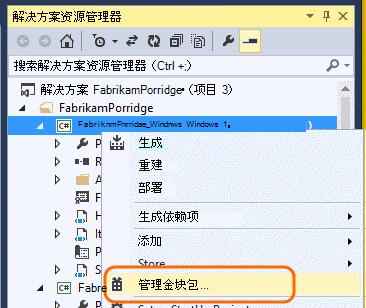 解决方案资源管理器
搜索解决方案资源管理器 (Ctrl +;)
解决方案 FabrikamPorridge•(项目 3)
FabrikamPorridge
C# FabriknmPnrridae_Windnws Windows 1.
生成
重建
部署
生成依赖项
添加
Store
管理金块包...
C# Fabre